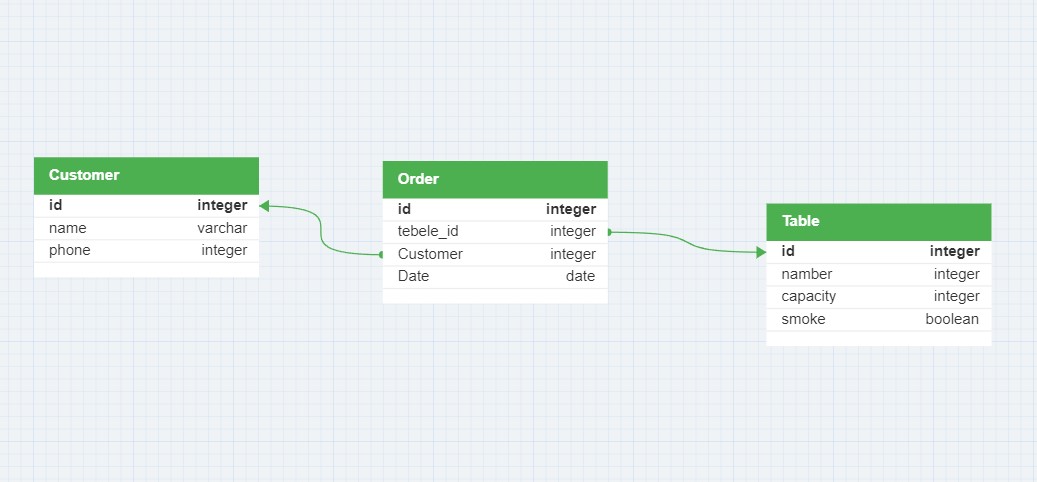 Customer
id integer
name varchar
phone integer
Order
id integer
tebele_id integer
Customer integer
Date date
Table
id integer
namber integer
capacity integer
smoke boolean